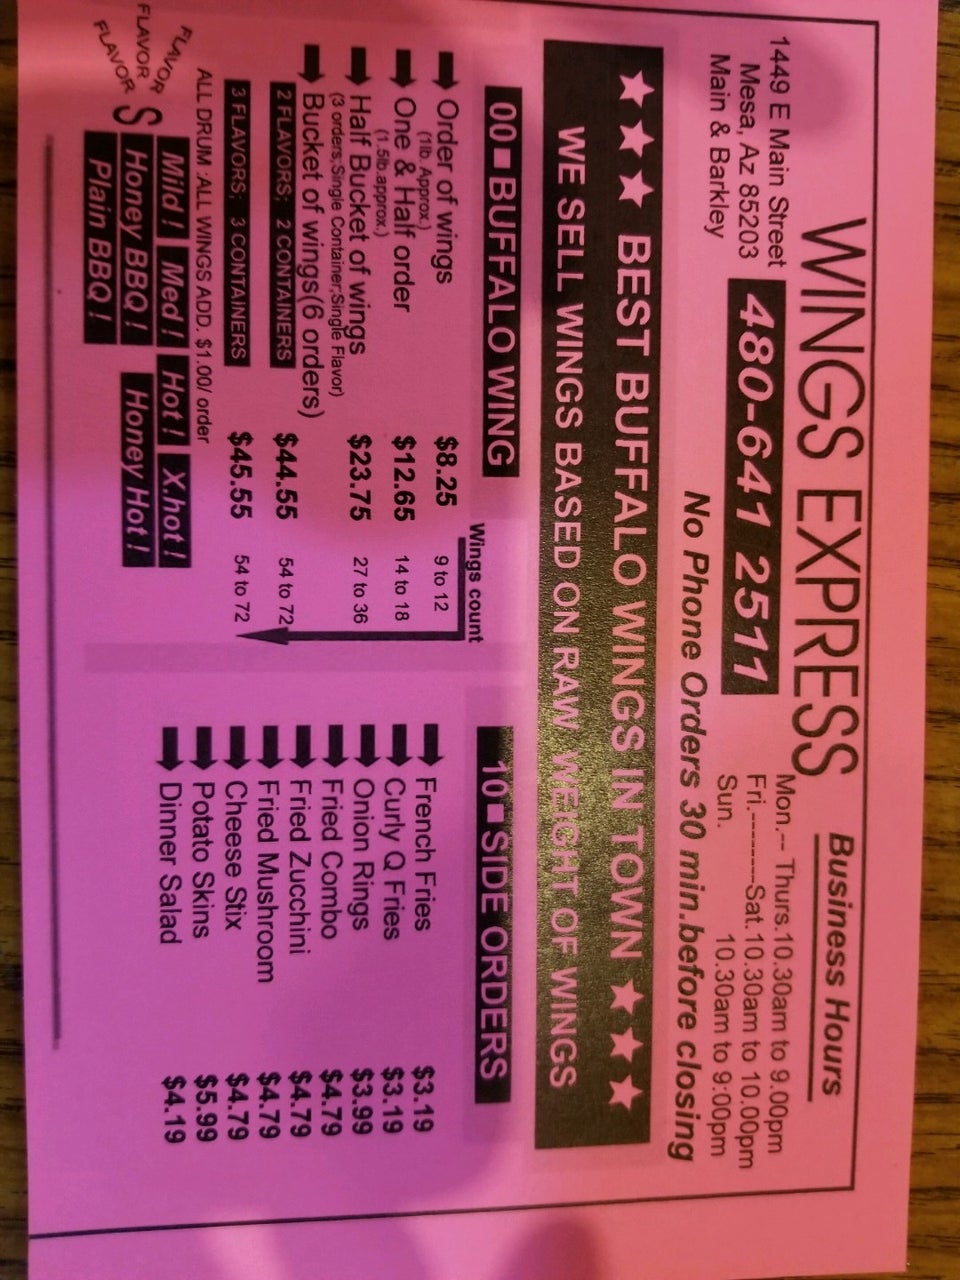 WINGS EXPRESS
1449 E Main Street
Mesa, Az 85203
Main & Barkley
480-641 2511
Business Hours
Mon.-- Thurs.10.30am to 9.00pm
Fri.--------Sat.10.30am to 10.00pm
Sun. 10.30am to 9:00pm
No Phone Orders 30 min.before closing
★★★ BEST BUFFALO WINGS IN TOWN ★★★
WE SELL WINGS BASED ON RAW WEIGHT OF WINGS
00■ BUFFALO WING
Wings count
Order of wings $8.25 9 to 12
(1lb. Approx.)
One & Half order $12.65 14 to 18
(1.5lb.approx.)
Half Bucket of wings $23.75 27 to 36
(3 orders,Single Container,Single Flavor)
Bucket of wings(6 orders)
2 FLAVORS; 2 CONTAINERS $44.55 54 to 72
3 FLAVORS; 3 CONTAINERS $45.55 54 to 72
ALL DRUM :ALL WINGS ADD. $1.00/ order
FLAVOR
FLAVOR
FLAVOR
S
Mild ! Med ! Hot ! X.hot !
Honey BBQ ! Honey Hot !
Plain BBQ !
10■ SIDE ORDERS
French Fries $3.19
Curly Q Fries $3.19
Onion Rings $3.99
Fried Combo $4.79
Fried Zucchini $4.79
Fried Mushroom $4.79
Cheese Stix $4.79
Potato Skins $5.99
Dinner Salad $4.19